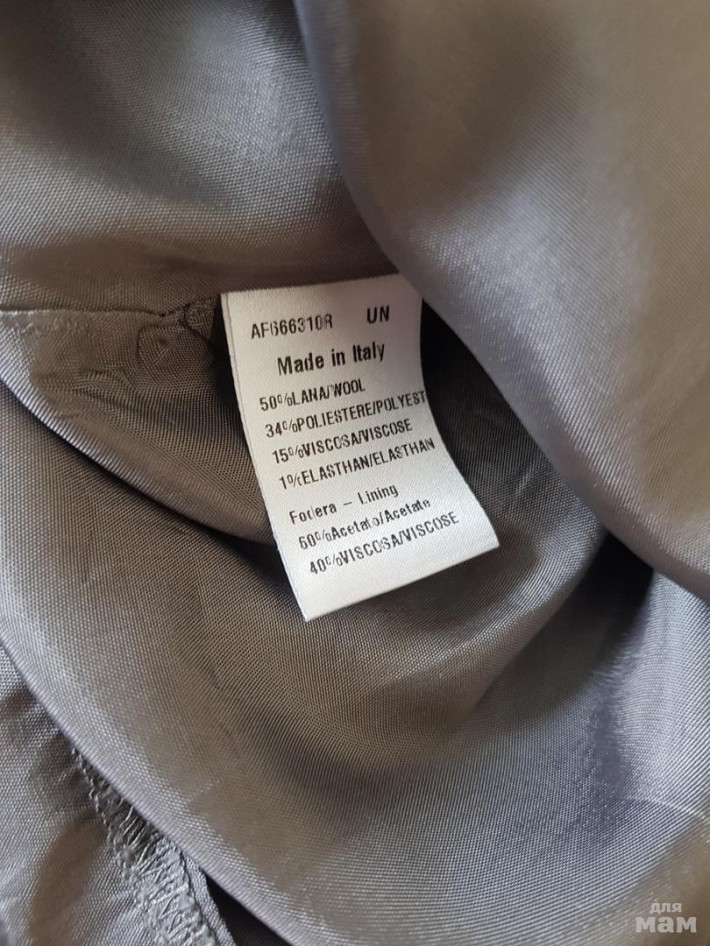 AF666310R UN
Made in Italy
50%LANA/WOOL
34%POLIESTERE/POLYEST
15%VISCOSA/VISCOSE
1%ELASTHAN/ELASTHAN
Fodera - Lining
60%Acetato/Acetate
40%VISCOSA/VISCOSE
для
мам